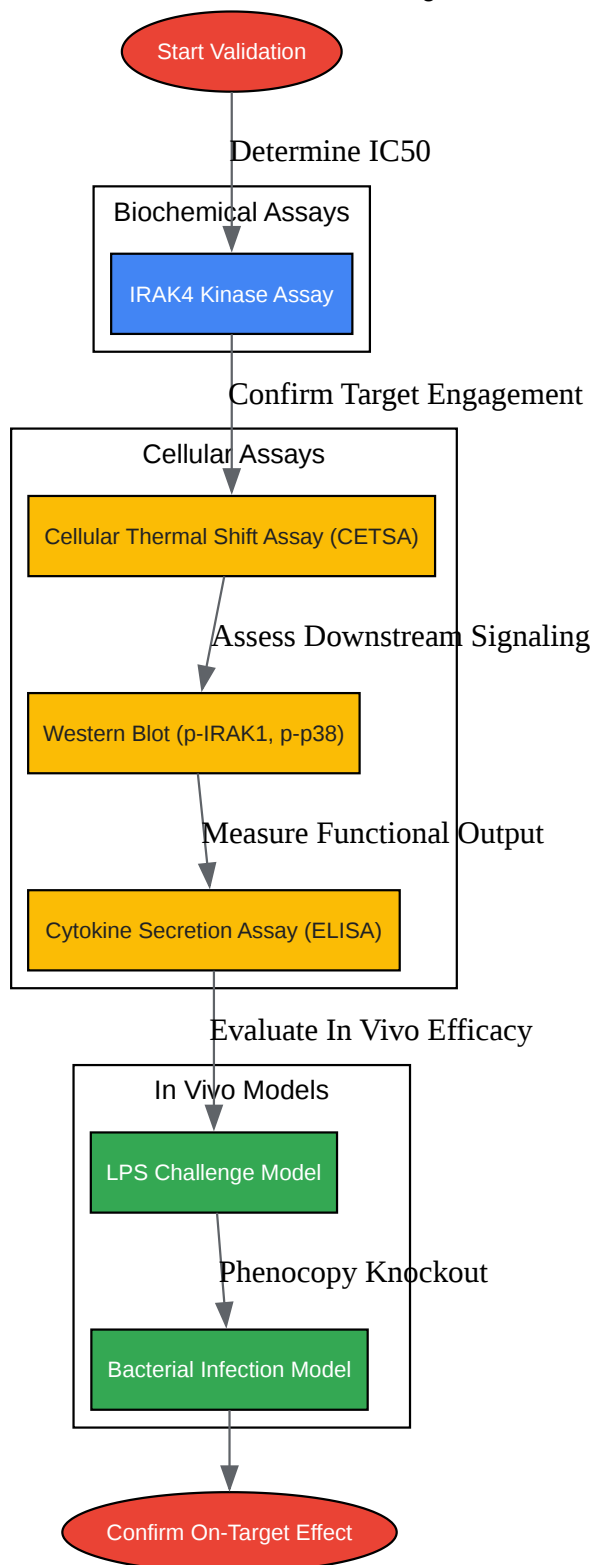 Start Validation
Determine IC50
Biochemical Assays
IRAK4 Kinase Assay
Confirm Target Engagement
Cellular Assays
Cellular Thermal Shift Assay (CETSA)
Assess Downstream Signaling
Western Blot (p-IRAK1, p-p38)
Measure Functional Output
Cytokine Secretion Assay (ELISA)
Evaluate In Vivo Efficacy
In Vivo Models
LPS Challenge Model
Phenocopy Knockout
Bacterial Infection Model
Confirm On-Target Effect